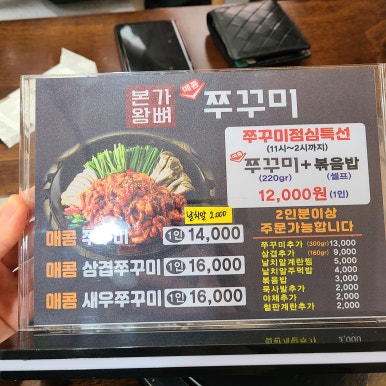 본가
왕뼈
매콤 쭈꾸미
쭈꾸미점심특선
(11시~2시까지)
매콤 쭈꾸미+볶음밥
(220gr) (셀프)
12,000원(1인)
날치알 2,000
2인분이상
주문가능합니다
매콤 쭈꾸미 1인 14,000
매콤 삼겹쭈꾸미 1인 16,000
매콤 새우쭈꾸미 1인 16,000
쭈꾸미추가 (300gr) 13,000
삼겹추가 (160gr) 9,000
날치알계란찜 5,000
날치알주먹밥 4,000
볶음밥 3,000
묵사발추가 2,000
야채추가 2,000
철판계란추가 2,000